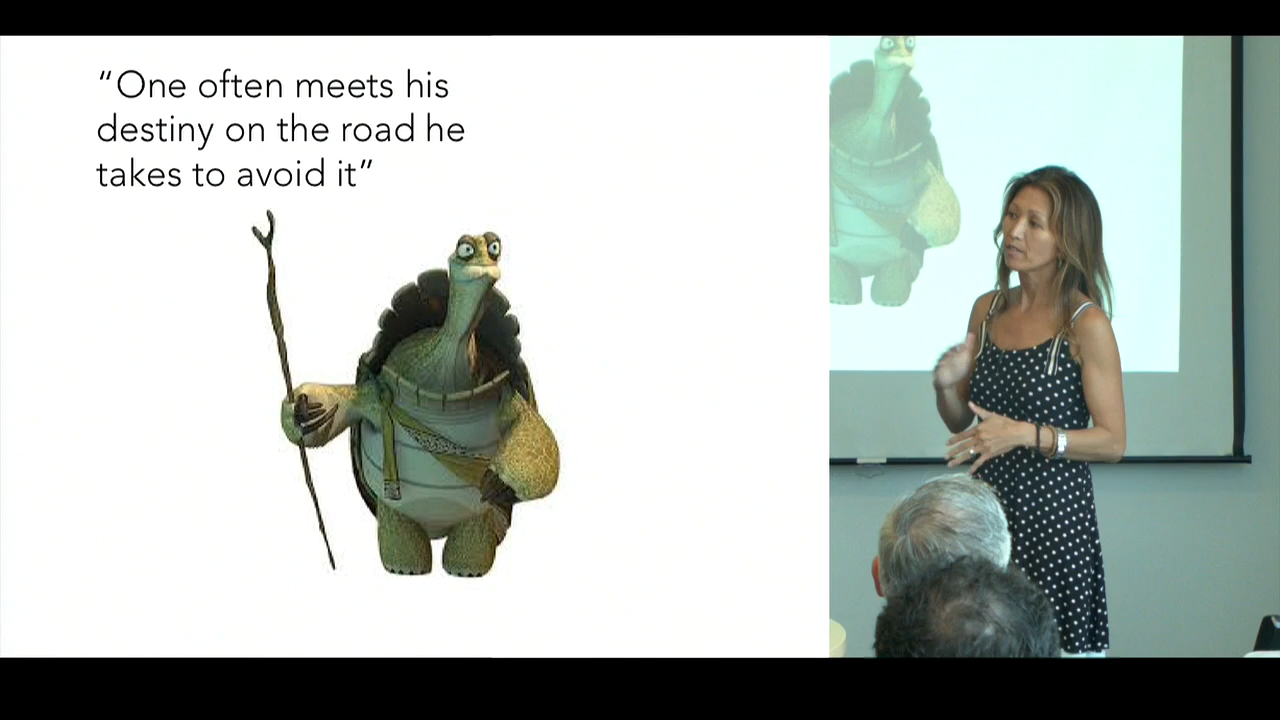 “One often meets his
destiny on the road he
takes to avoid it”